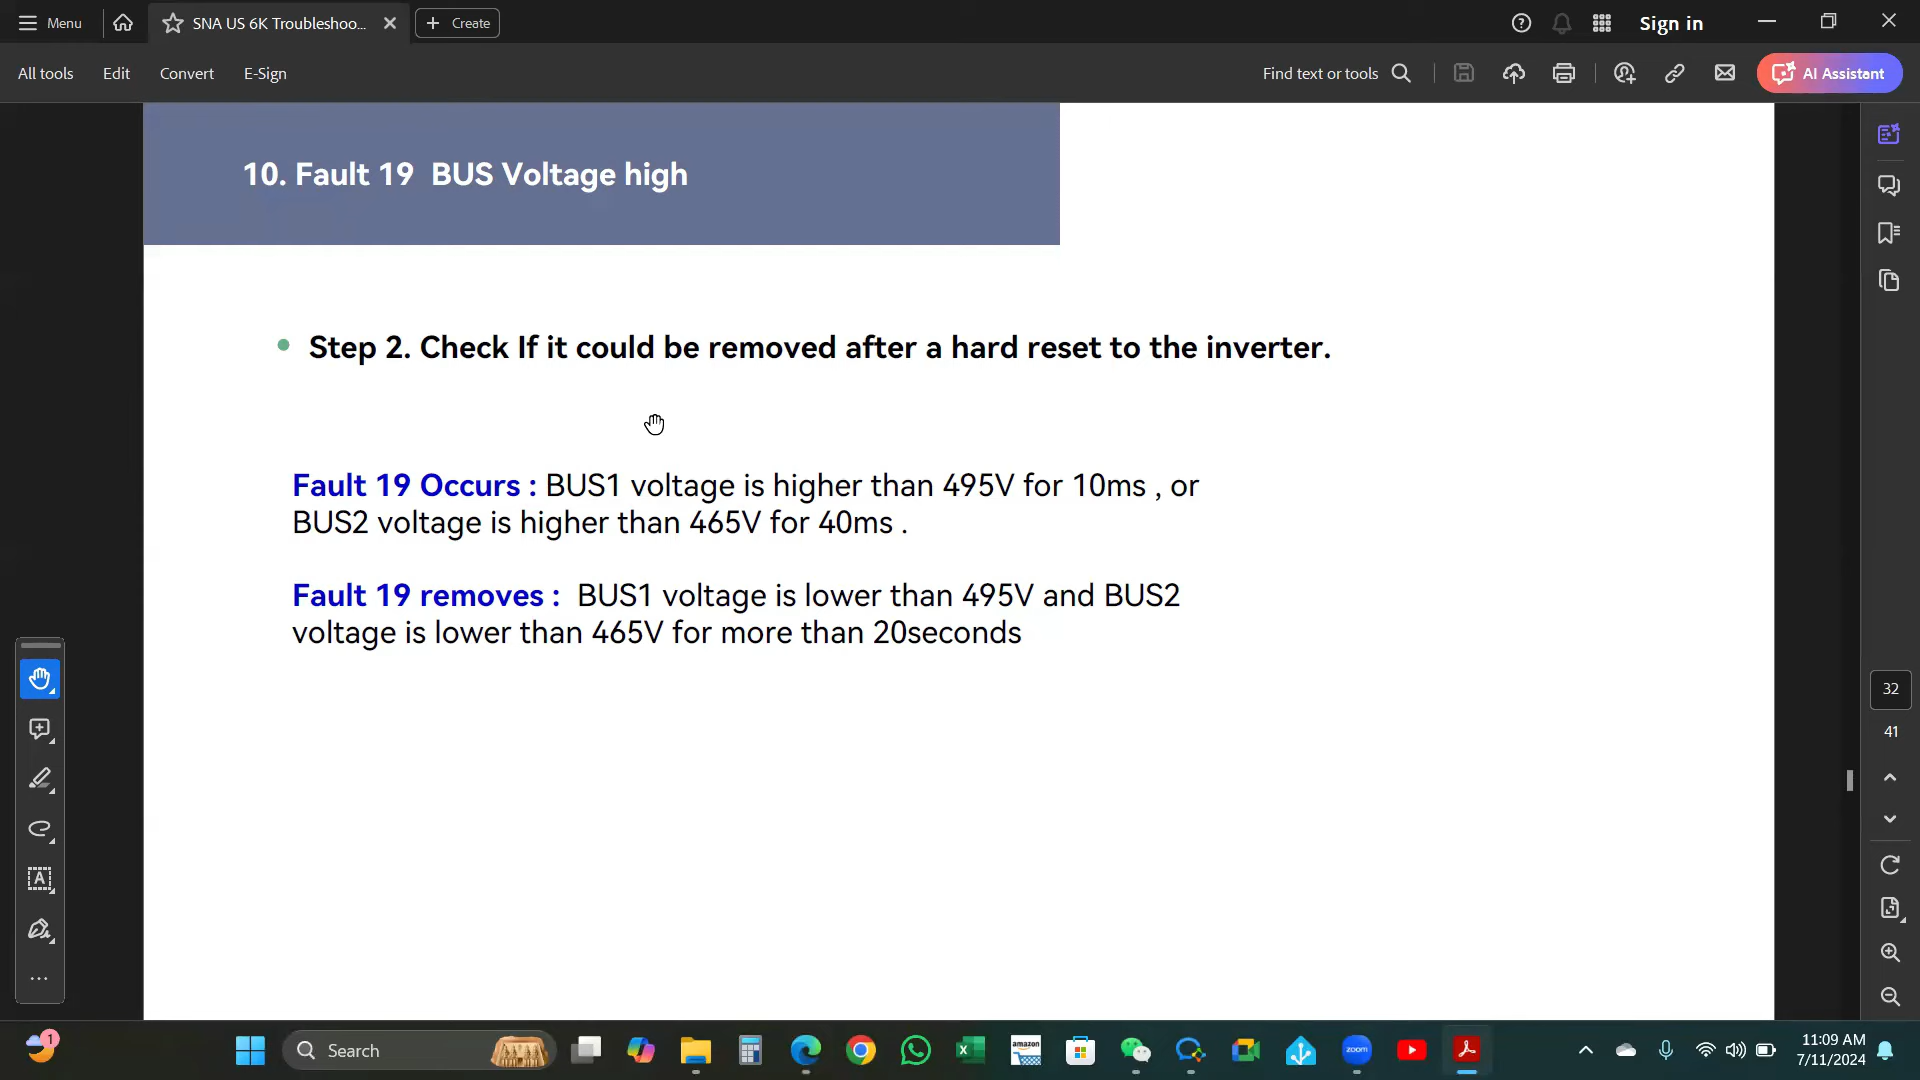 Menu
SNA US 6K Troubleshoo...
Create
Sign in
All tools
Edit
Convert
E-Sign
Find text or tools
AI Assistant
10. Fault 19 BUS Voltage high
Step 2. Check If it could be removed after a hard reset to the inverter.
Fault 19 Occurs : BUS1 voltage is higher than 495V for 10ms , or
BUS2 voltage is higher than 465V for 40ms .
Fault 19 removes : BUS1 voltage is lower than 495V and BUS2
voltage is lower than 465V for more than 20seconds
32
41
1
Search
amazon
zoom
11:09 AM
7/11/2024